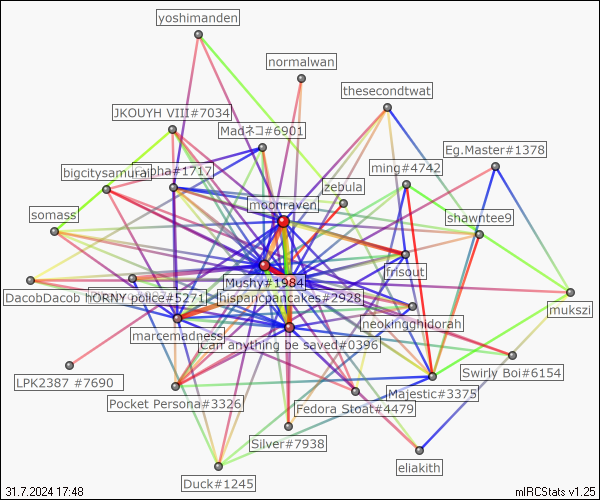 yoshimanden
normalwan
thesecondtwat
JKOUYH VIII#7034
Madネコ#6901
Eg.Master#1378
bigcitysamurai
pha#1717
ming#4742
zebula
moonraven
somass
shawntee9
frisout
Mushy#1984
DacobDacob
HORNY police#5271
hispancpancakes#2928
mukszi
neokingghidorah
marcemadness
Can anything be saved#0396
LPK2387 #7690
Swirly Boi#6154
Pocket Persona#3326
Majestic#3375
Fedora Stoat#4479
Silver#7938
eliakith
Duck#1245
31.7.2024 17:48
mIRCStats v1.25